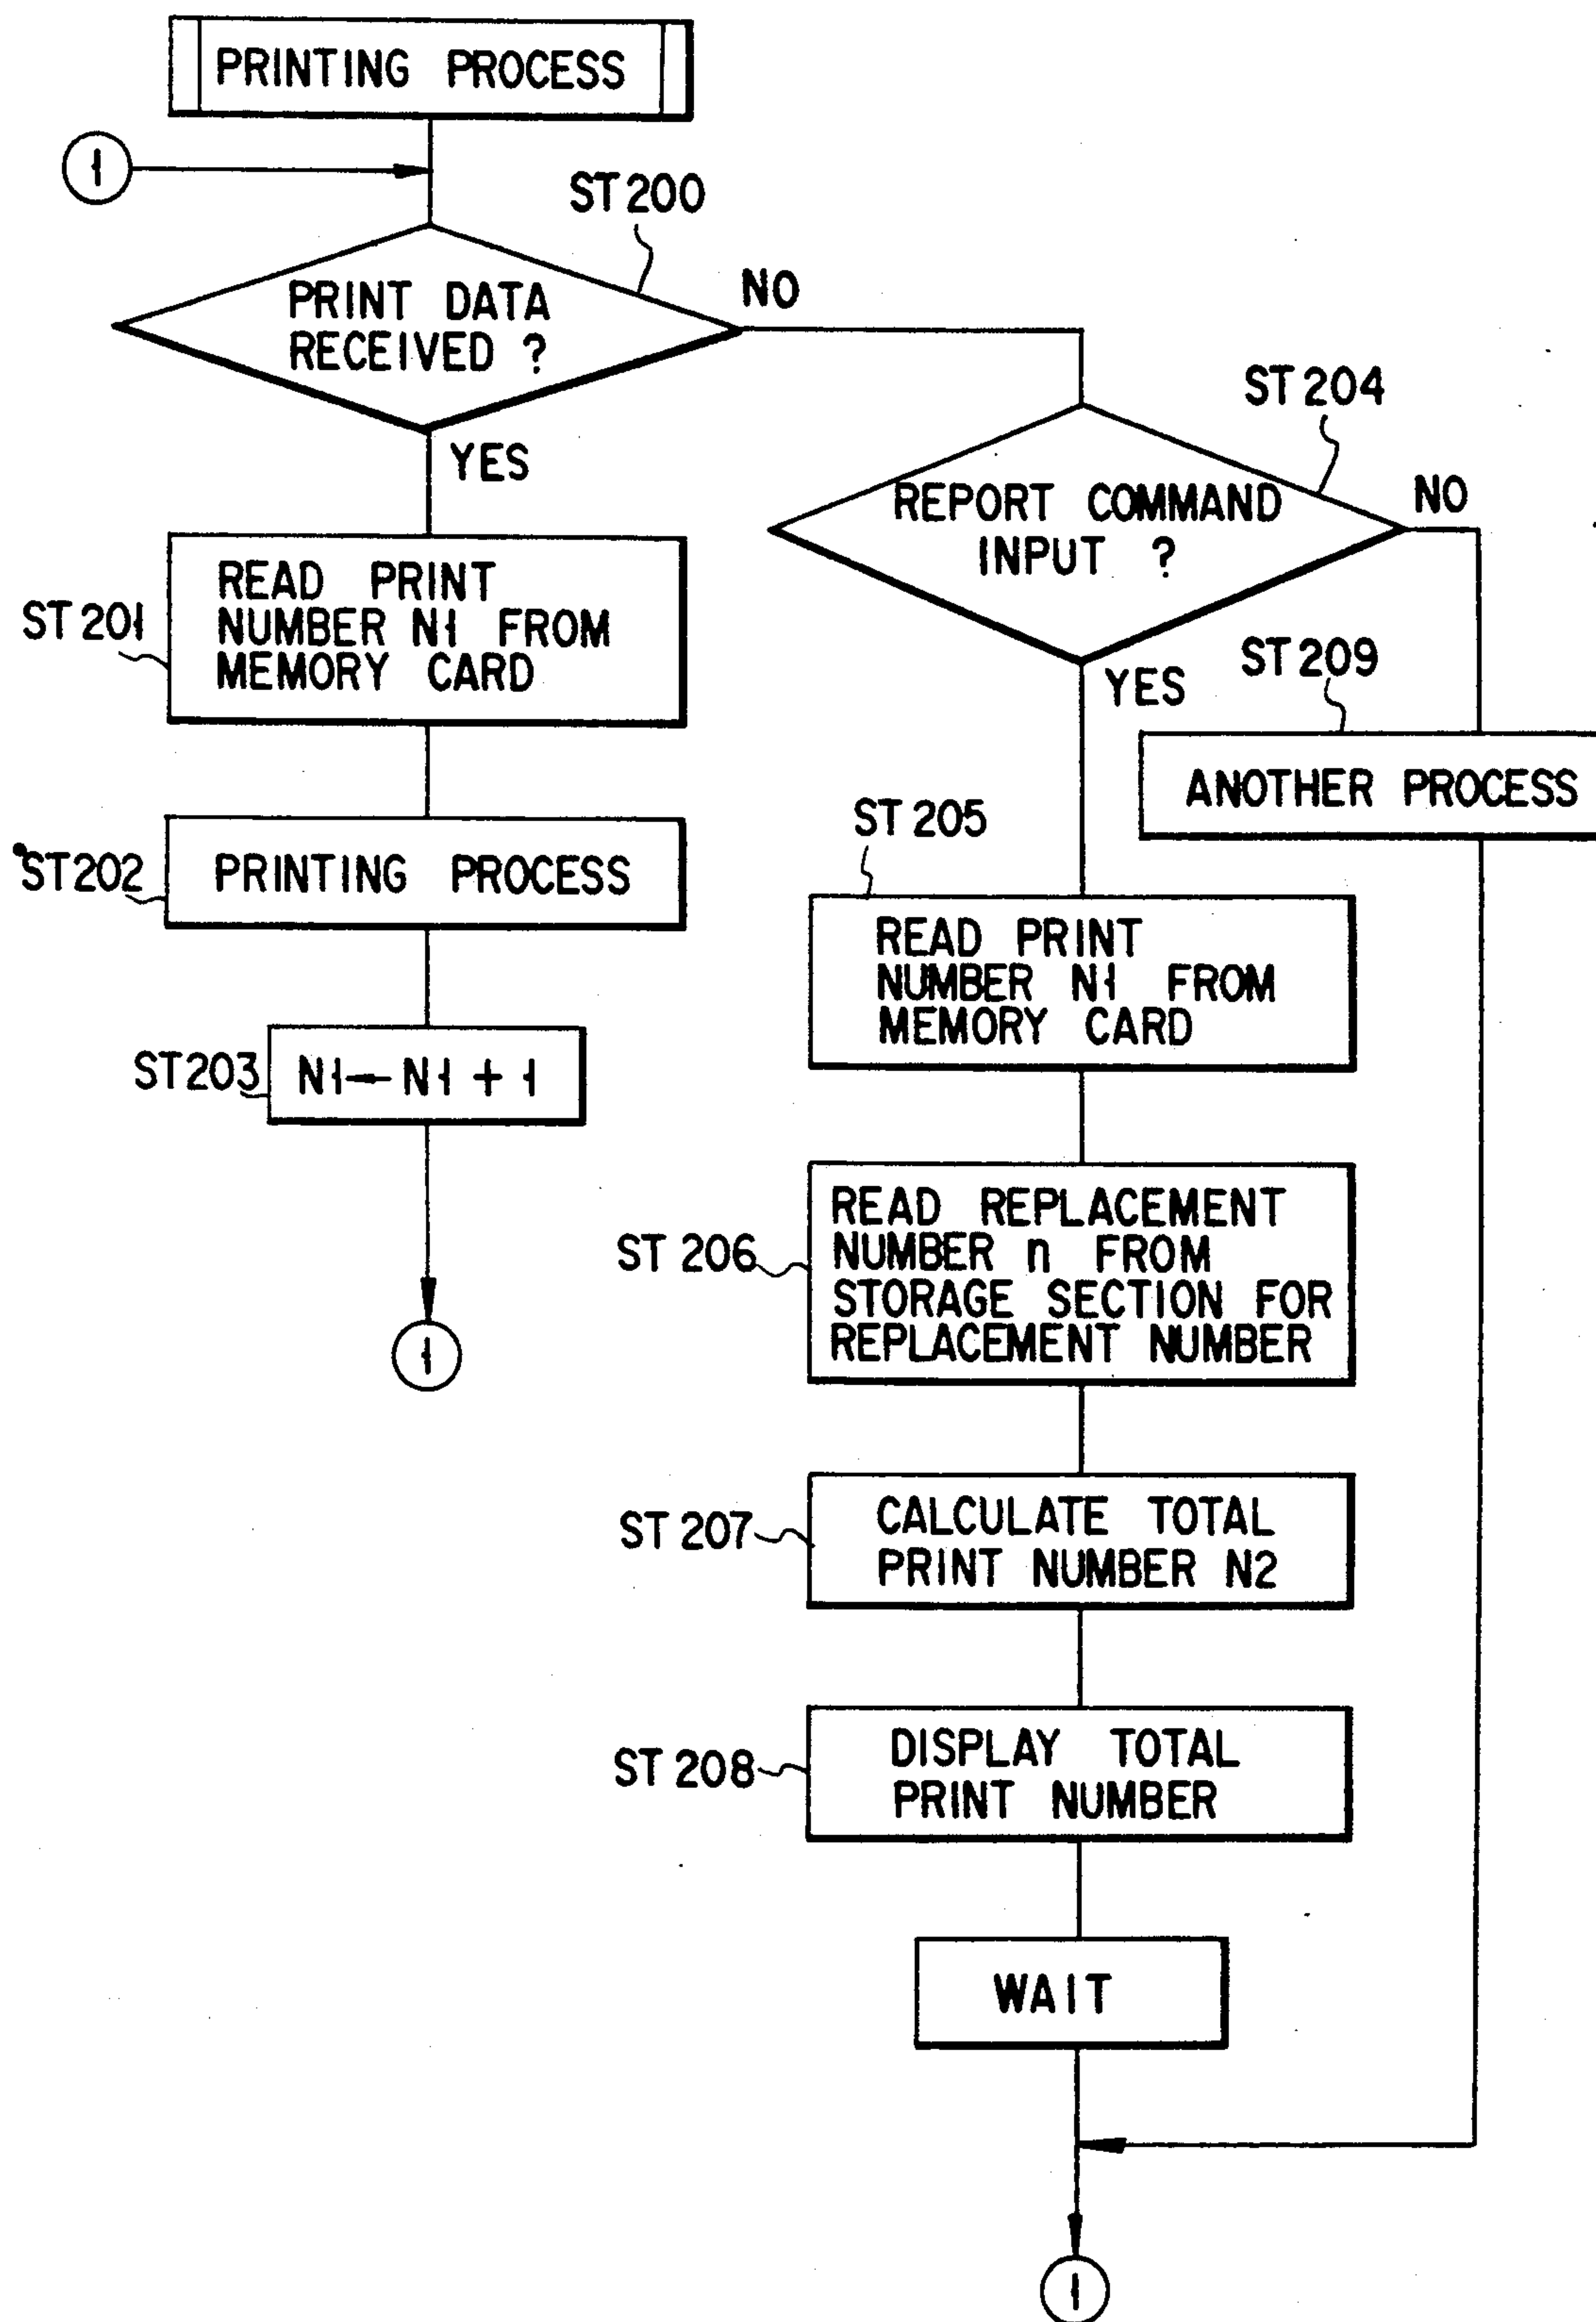 PRINTING PROCESS
1
ST200
PRINT DATA
RECEIVED ?
NO
YES
ST204
REPORT COMMAND
INPUT ?
NO
YES
ST201
READ PRINT
NUMBER N1 FROM
MEMORY CARD
ST209
ANOTHER PROCESS
ST202
PRINTING PROCESS
ST205
READ PRINT
NUMBER N1 FROM
MEMORY CARD
ST203
N1←N1 + 1
1
ST206
READ REPLACEMENT
NUMBER n FROM
STORAGE SECTION FOR
REPLACEMENT NUMBER
ST207
CALCULATE TOTAL
PRINT NUMBER N2
ST208
DISPLAY TOTAL
PRINT NUMBER
WAIT
1